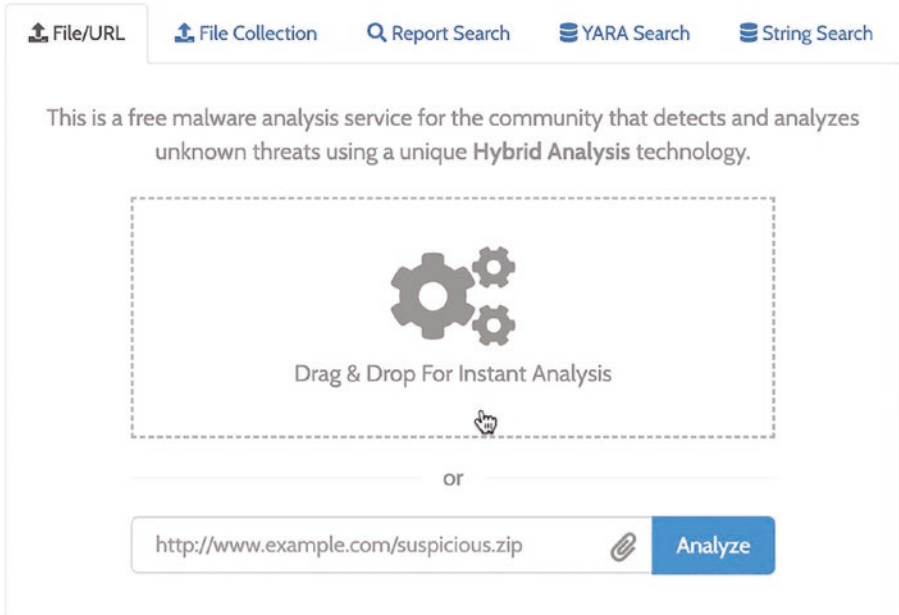 File/URL File Collection Report Search YARA Search String Search
This is a free malware analysis service for the community that detects and analyzes
unknown threats using a unique Hybrid Analysis technology.
Drag & Drop For Instant Analysis
or
http://www.example.com/suspicious.zip Analyze